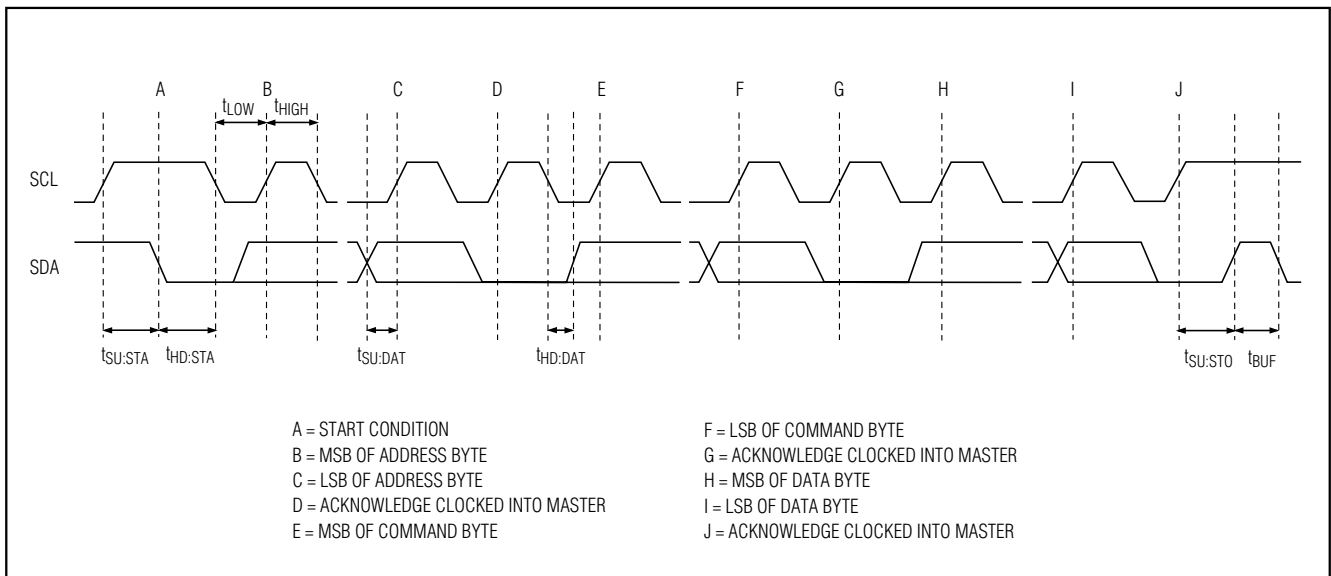 A B C D E F G H I J
tLOW tHIGH
SCL
SDA
tSU:STA tHD:STA tSU:DAT tHD:DAT tSU:STO tBUF
A = START CONDITION
B = MSB OF ADDRESS BYTE
C = LSB OF ADDRESS BYTE
D = ACKNOWLEDGE CLOCKED INTO MASTER
E = MSB OF COMMAND BYTE
F = LSB OF COMMAND BYTE
G = ACKNOWLEDGE CLOCKED INTO MASTER
H = MSB OF DATA BYTE
I = LSB OF DATA BYTE
J = ACKNOWLEDGE CLOCKED INTO MASTER